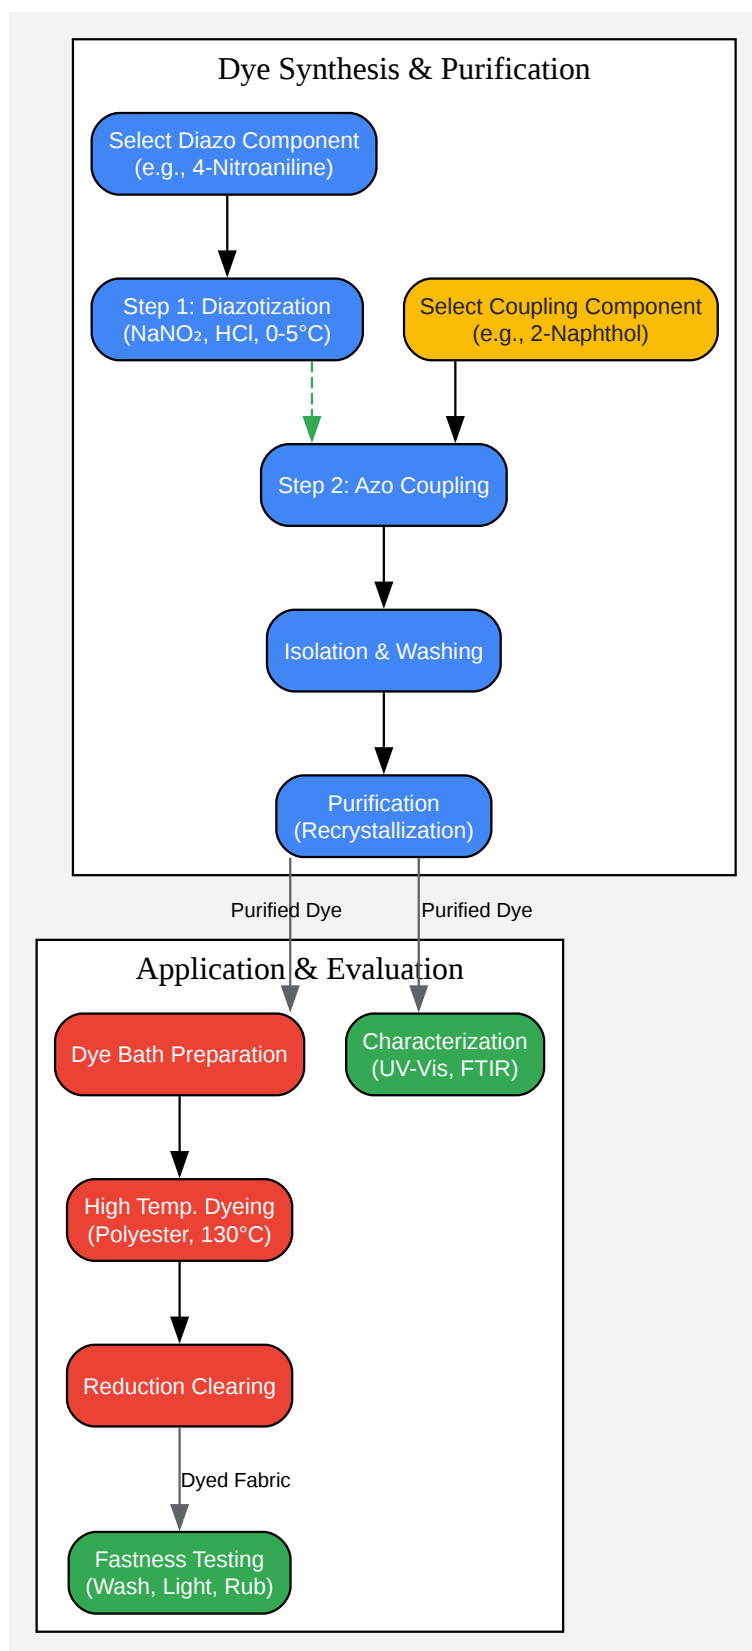 Dye Synthesis & Purification
Select Diazo Component
(e.g., 4-Nitroaniline)
Step 1: Diazotization
(NaNO₂, HCl, 0-5°C)
Select Coupling Component
(e.g., 2-Naphthol)
Step 2: Azo Coupling
Isolation & Washing
Purification
(Recrystallization)
Purified Dye
Purified Dye
Application & Evaluation
Dye Bath Preparation
Characterization
(UV-Vis, FTIR)
High Temp. Dyeing
(Polyester, 130°C)
Reduction Clearing
Dyed Fabric
Fastness Testing
(Wash, Light, Rub)